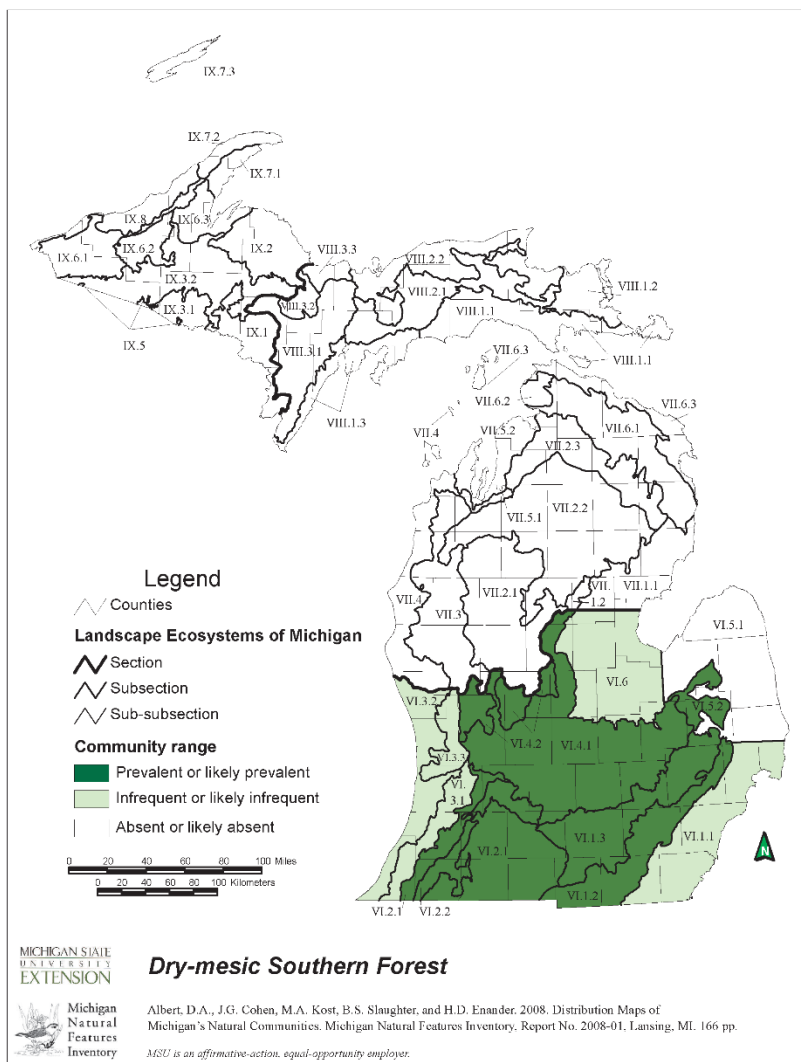 IX.7.3
IX.7.2
IX.7.1
IX.8
IX.6.3
IX.6.1
IX.6.2
IX.2
IX.3.2
VIII.3.3
VIII.2.2
VIII.2.1
VIII.1.2
IX.3.1
VIII.3.2
VIII.1.1
IX.1
IX.5
VIII.3.1
VIII.1.1
VII.6.3
VIII.1.3
VII.6.2
VII.6.3
VII.4
VII.5.2
VII.6.1
VII.2.3
VII.5.1
VII.2.2
VII.4
VII.3
VII.2.1
VII.
1.2
VII.1.1
VI.5.1
VI.6
VI.3.2
VI.5.2
VI.4.2
VI.4.1
VI.3.3
VI.
3.1
VI.2.1
VI.1.3
VI.1.1
VI.1.2
VI.2.1
VI.2.2
Legend
Counties
Landscape Ecosystems of Michigan
Section
Subsection
Sub-subsection
Community range
Prevalent or likely prevalent
Infrequent or likely infrequent
Absent or likely absent
0 20 40 60 80 100 Miles
0 20 40 60 80 100 Kilometers
N
MICHIGAN STATE
UNIVERSITY
EXTENSION
Dry-mesic Southern Forest
Michigan
Natural
Features
Inventory
Albert, D.A., J.G. Cohen, M.A. Kost, B.S. Slaughter, and H.D. Enander. 2008. Distribution Maps of
Michigan's Natural Communities. Michigan Natural Features Inventory, Report No. 2008-01, Lansing, MI. 166 pp.
MSU is an affirmative-action, equal-opportunity employer.